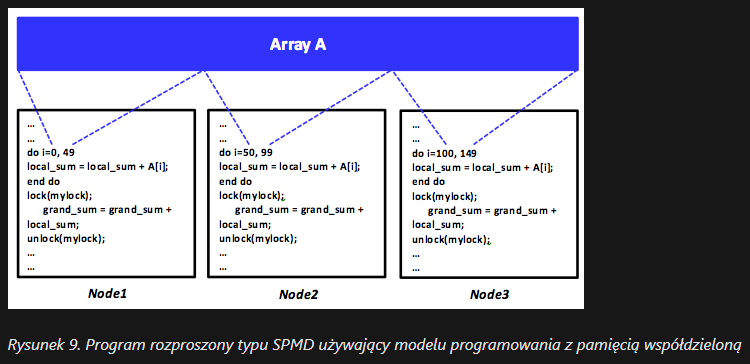 Array A
...
...
do i=0, 49
local_sum = local_sum + A[i];
end do
lock(mylock);
grand_sum = grand_sum +
local_sum;
unlock(mylock);
...
...
Node1
...
...
do i=50, 99
local_sum = local_sum + A[i];
end do
lock(mylock);
grand_sum = grand_sum +
local_sum;
unlock(mylock);
...
...
Node2
...
...
do i=100, 149
local_sum = local_sum + A[i];
end do
lock(mylock);
grand_sum = grand_sum +
local_sum;
unlock(mylock);
...
...
Node3
Rysunek 9. Program rozproszony typu SPMD używający modelu programowania z pamięcią współdzieloną